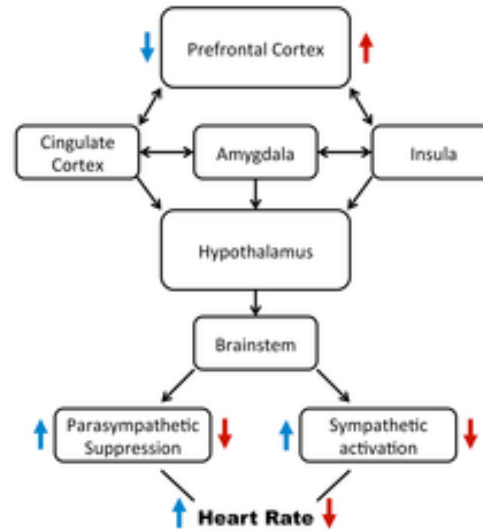 Prefrontal Cortex
Cingulate
Cortex
Amygdala
Insula
Hypothalamus
Brainstem
Parasympathetic
Suppression
Sympathetic
activation
Heart Rate